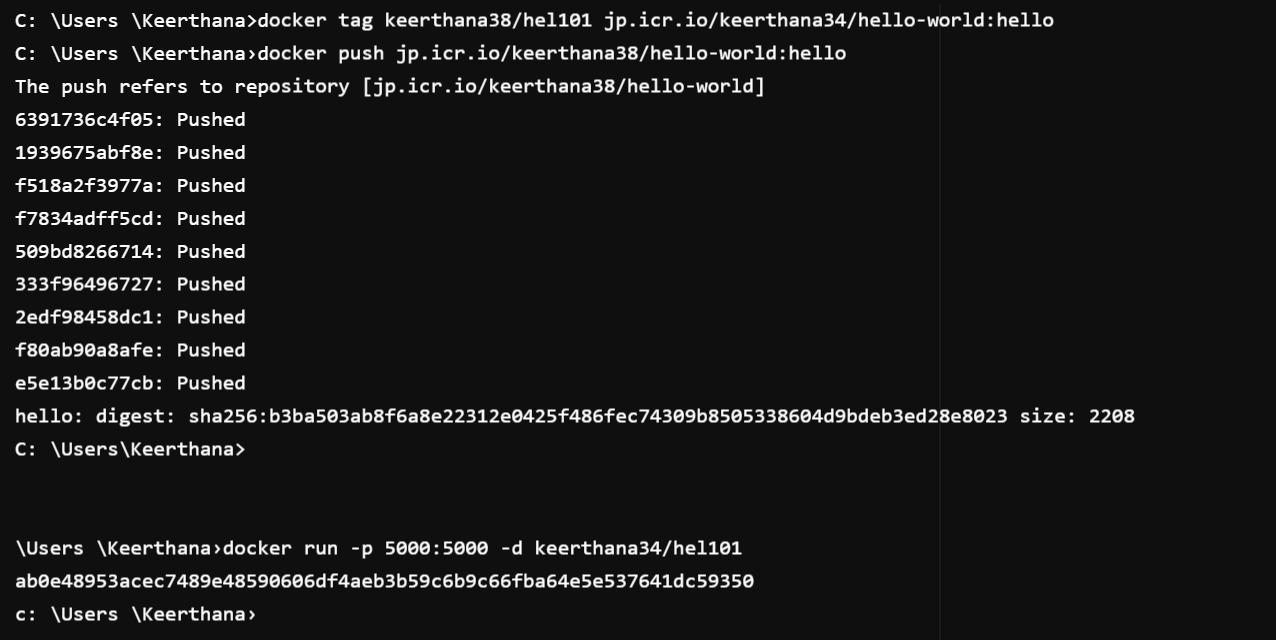 C: \Users \Keerthana>docker tag keerthana38/hel101 jp.icr.io/keerthana34/hello-world:hello
C: \Users \Keerthana›docker push jp.icr.io/keerthana38/hello-world:hello
The push refers to repository [jp.icr.io/keerthana38/hello-world]
6391736c4f05: Pushed
1939675abf8e: Pushed
f518a2f3977a: Pushed
f7834adff5cd: Pushed
509bd8266714: Pushed
333f96496727: Pushed
2edf98458dc1: Pushed
f80ab90a8afe: Pushed
e5e13b0c77cb: Pushed
hello: digest: sha256:b3ba503ab8f6a8e22312e0425f486fec74309b8505338604d9bdeb3ed28e8023 size: 2208
C: \Users\Keerthana>
\Users \Keerthana›docker run -p 5000:5000 -d keerthana34/hel101
ab0e48953acec7489e48590606df4aeb3b59c6b9c66fba64e5e537641dc59350
c: \Users \Keerthana›